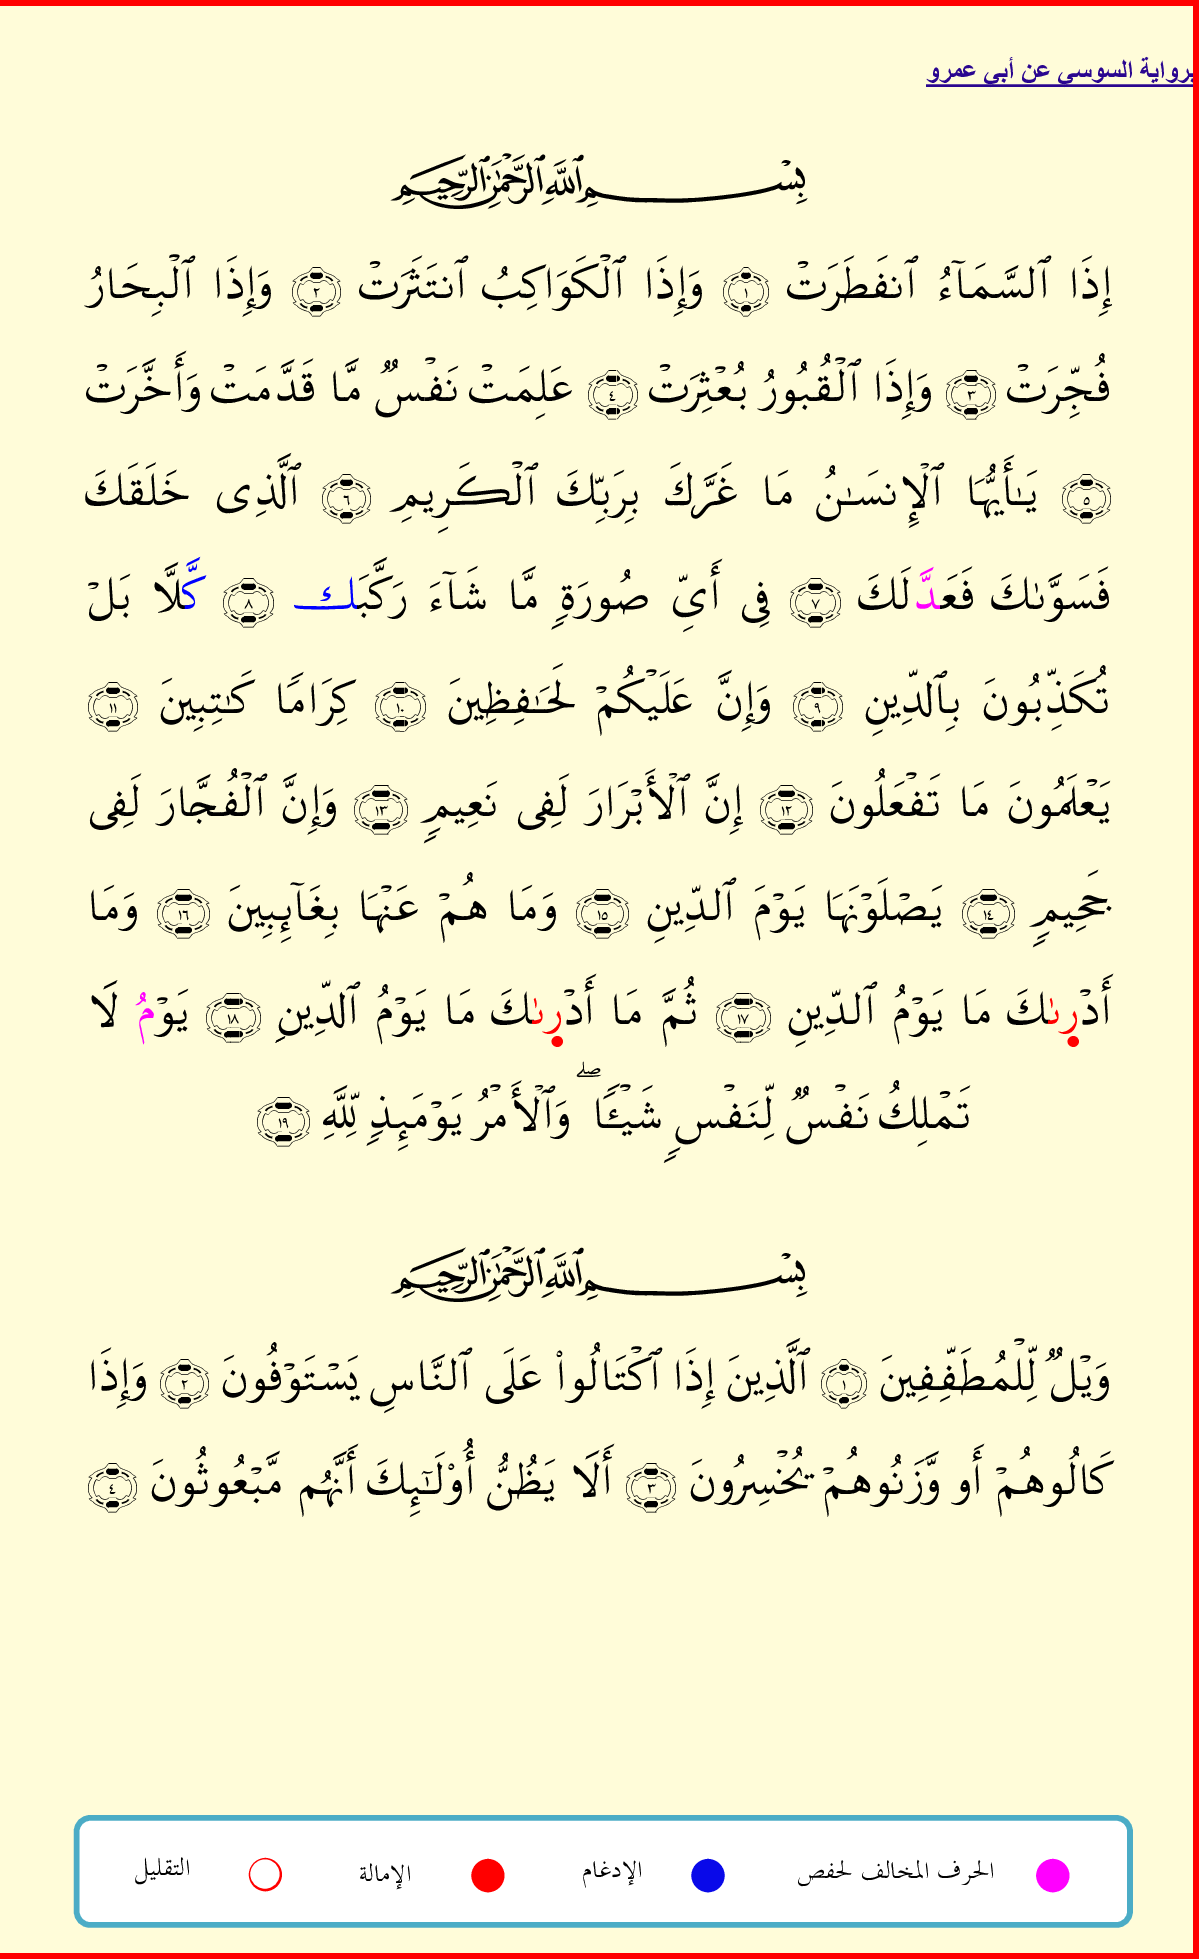 برواية السوسي عن أبي عمرو
بِسْمِ ٱللَّهِ ٱلرَّحْمَٰنِ ٱلرَّحِيمِ
إِذَا ٱلسَّمَآءُ ٱنفَطَرَتْ ١ وَإِذَا ٱلْكَوَاكِبُ ٱنتَثَرَتْ ٢ وَإِذَا ٱلْبِحَارُ
فُجِّرَتْ ٣ وَإِذَا ٱلْقُبُورُ بُعْثِرَتْ ٤ عَلِمَتْ نَفْسٌ مَّا قَدَّمَتْ وَأَخَّرَتْ
٥ يَـٰٓأَيُّهَا ٱلْإِنسَـٰنُ مَا غَرَّكَ بِرَبِّكَ ٱلْكَرِيمِ ٦ ٱلَّذِى خَلَقَكَ
فَسَوَّىٰكَ فَعَدَّلَكَ ٧ فِى أَىِّ صُورَةٍ مَّا شَآءَ رَكَّبَك ٨ كَّلَّا بَلْ
تُكَذِّبُونَ بِٱلدِّينِ ٩ وَإِنَّ عَلَيْكُمْ لَحَـٰفِظِينَ ١٠ كِرَامًا كَـٰتِبِينَ ١١
يَعْلَمُونَ مَا تَفْعَلُونَ ١٢ إِنَّ ٱلْأَبْرَارَ لَفِى نَعِيمٍ ١٣ وَإِنَّ ٱلْفُجَّارَ لَفِى
جَحِيمٍ ١٤ يَصْلَوْنَهَا يَوْمَ ٱلدِّينِ ١٥ وَمَا هُمْ عَنْهَا بِغَآئِبِينَ ١٦ وَمَا
أَدْرِىٰكَ مَا يَوْمُ ٱلدِّينِ ١٧ ثُمَّ مَا أَدْرِىٰكَ مَا يَوْمُ ٱلدِّينِ ١٨ يَوْمُ لَا
تَمْلِكُ نَفْسٌ لِّنَفْسٍ شَيْـًٔا ۖ وَٱلْأَمْرُ يَوْمَئِذٍ لِّلَّهِ ١٩
بِسْمِ ٱللَّهِ ٱلرَّحْمَٰنِ ٱلرَّحِيمِ
وَيْلٌ لِّلْمُطَفِّفِينَ ١ ٱلَّذِينَ إِذَا ٱكْتَالُوا۟ عَلَى ٱلنَّاسِ يَسْتَوْفُونَ ٢ وَإِذَا
كَالُوهُمْ أَو وَّزَنُوهُمْ يُخْسِرُونَ ٣ أَلَا يَظُنُّ أُو۟لَـٰٓئِكَ أَنَّهُم مَّبْعُوثُونَ ٤
الحرف المخالف لحفص الإدغام الإمالة التقليل